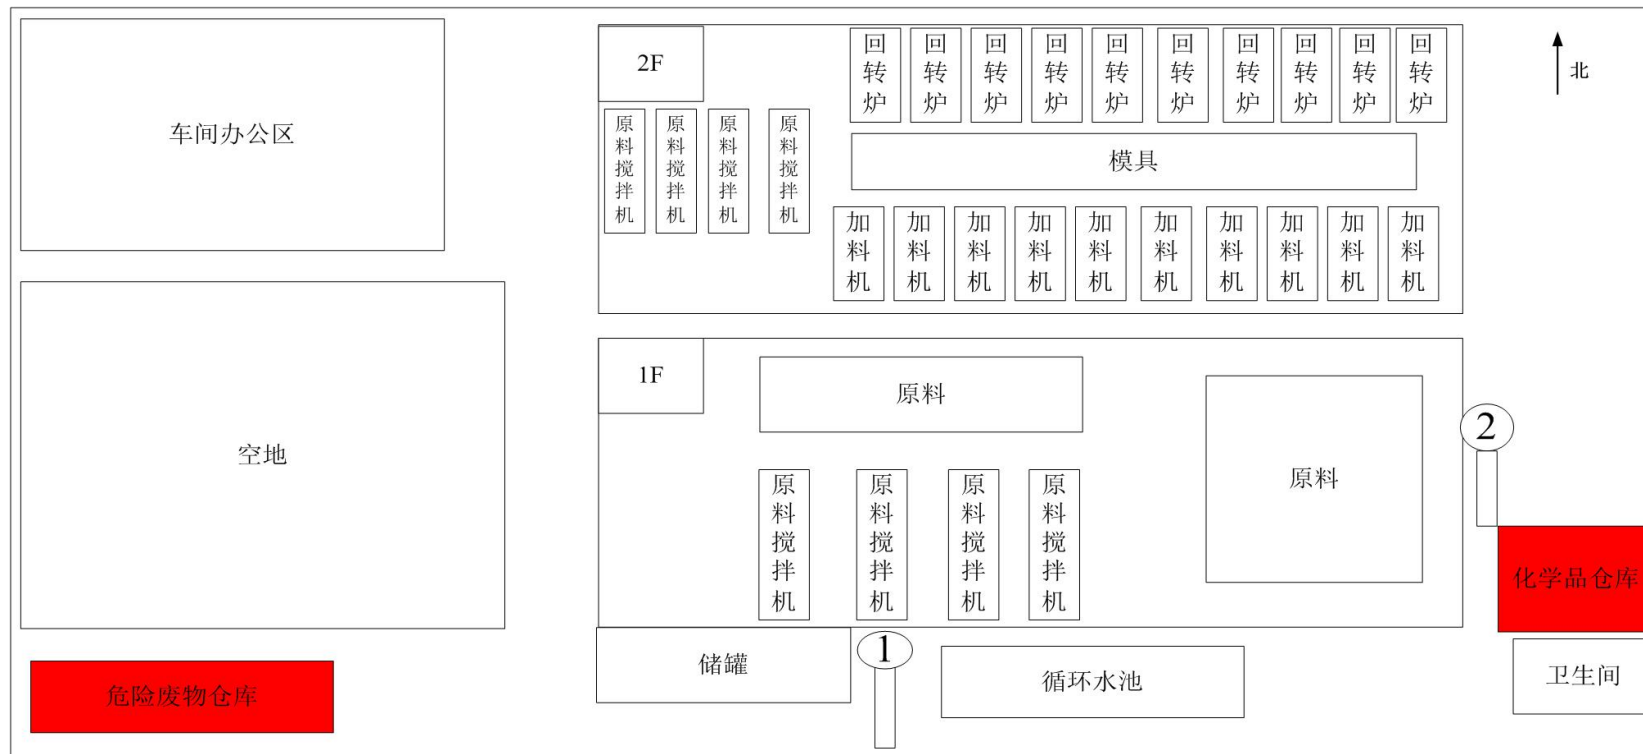 2F
回转炉
回转炉
回转炉
回转炉
回转炉
回转炉
回转炉
回转炉
回转炉
回转炉
北
车间办公区
原料搅拌机
原料搅拌机
原料搅拌机
原料搅拌机
模具
加料机
加料机
加料机
加料机
加料机
加料机
加料机
加料机
加料机
加料机
1F
原料
原料
2
空地
原料搅拌机
原料搅拌机
原料搅拌机
原料搅拌机
化学品仓库
储罐
1
循环水池
卫生间
危险废物仓库